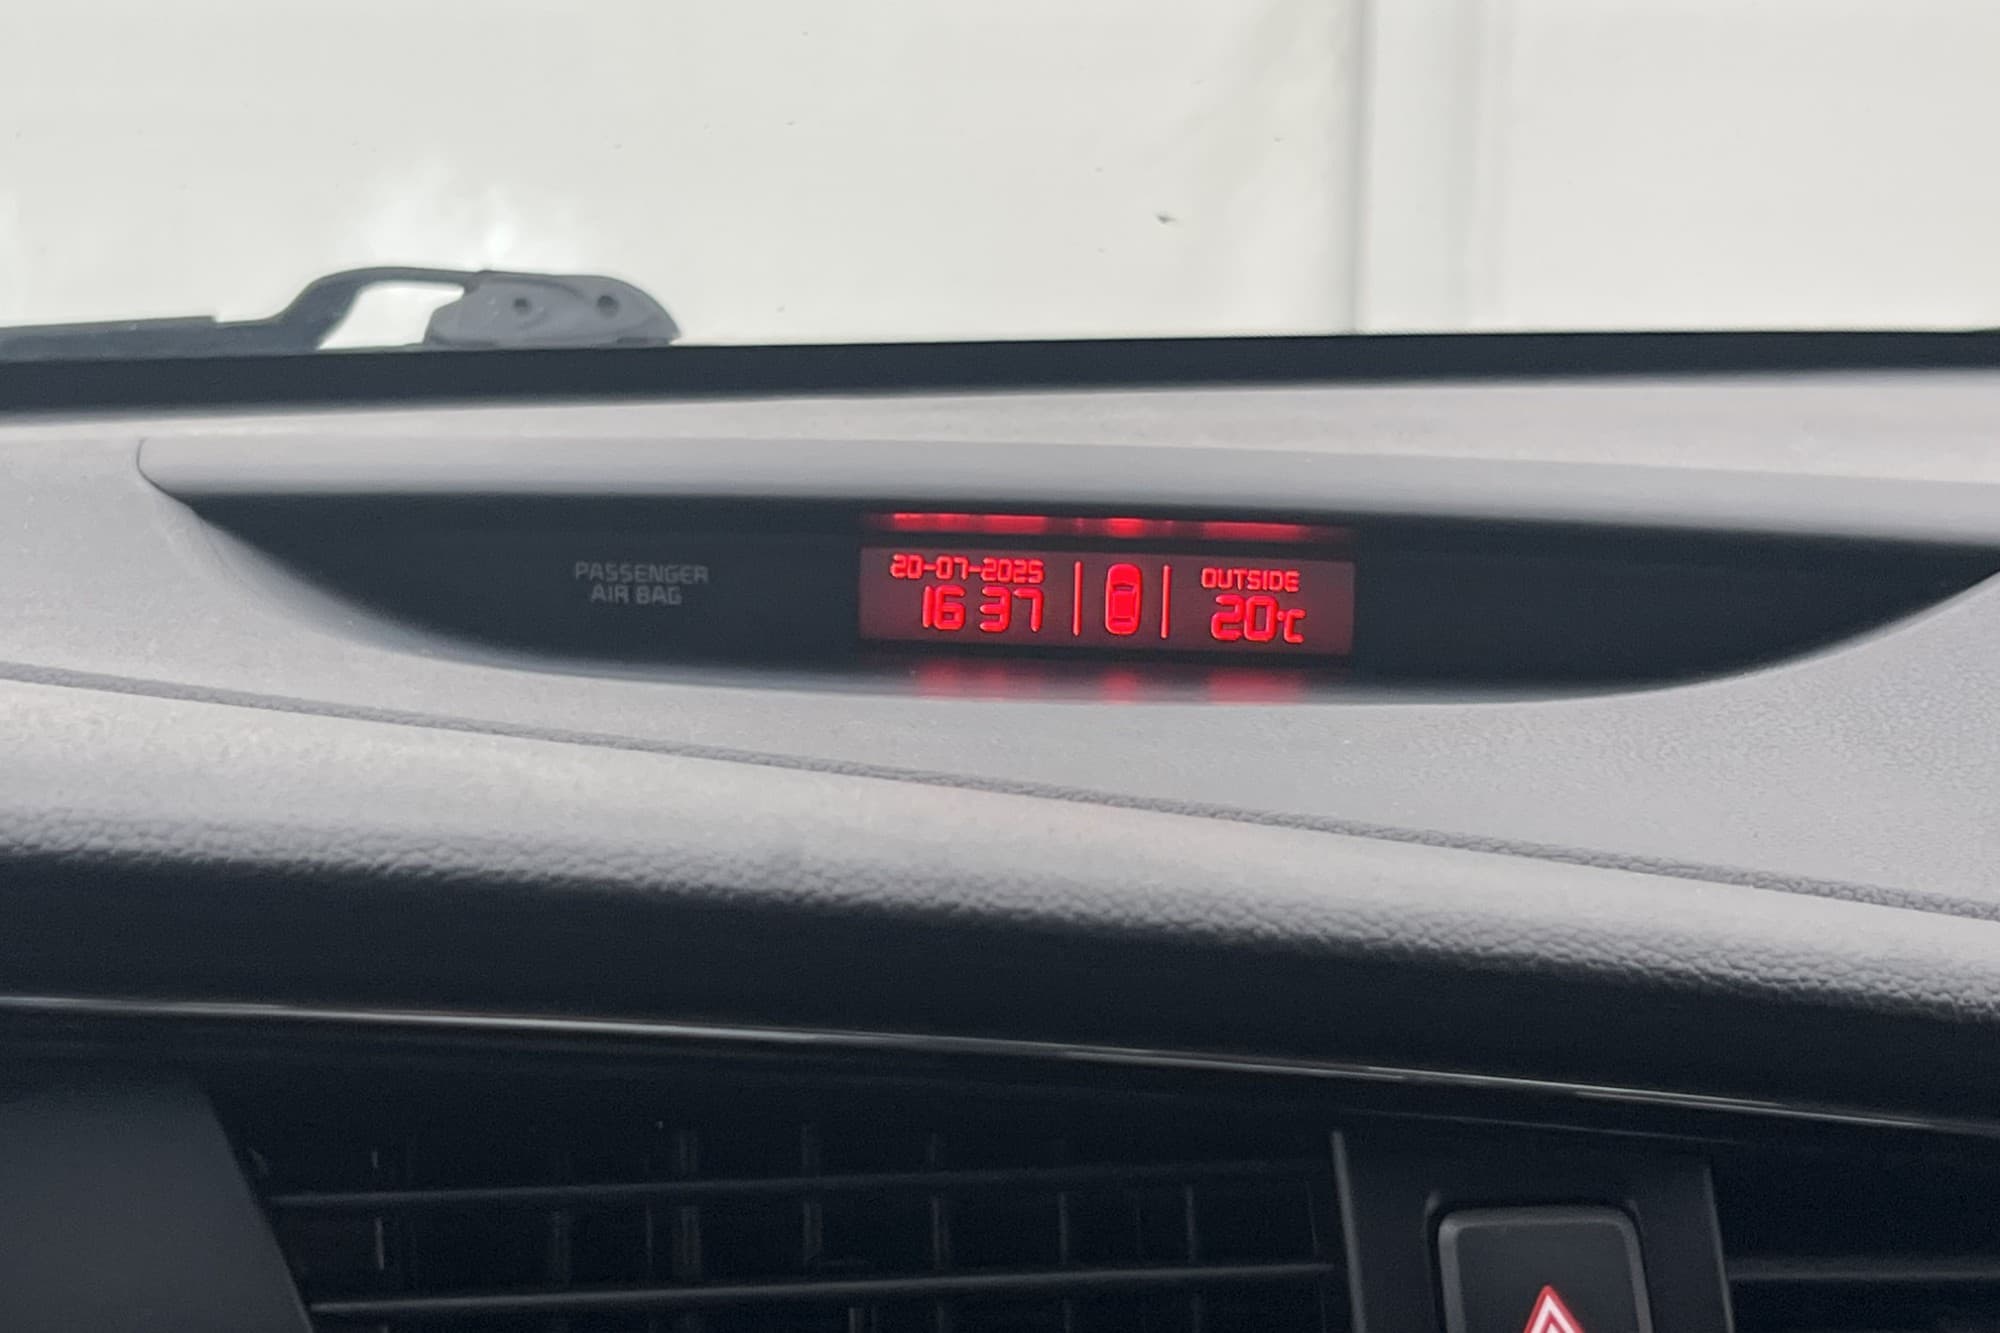 PASSENGER
AIR BAG
20-07-2025
16 37
OUTSIDE
20°C